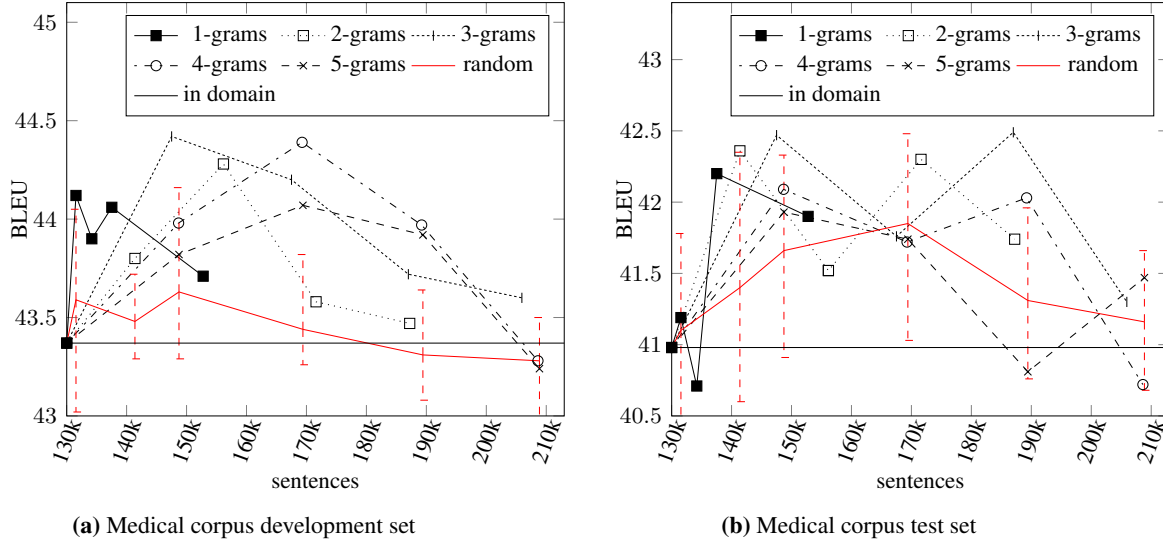 45
44.5
44
43.5
43
BLEU
1-grams 2-grams 3-grams
4-grams 5-grams random
in domain
130k 140k 150k 160k 170k 180k 190k 200k 210k
sentences
(a) Medical corpus development set
43
42.5
42
41.5
41
40.5
BLEU
1-grams 2-grams 3-grams
4-grams 5-grams random
in domain
130k 140k 150k 160k 170k 180k 190k 200k 210k
sentences
(b) Medical corpus test set